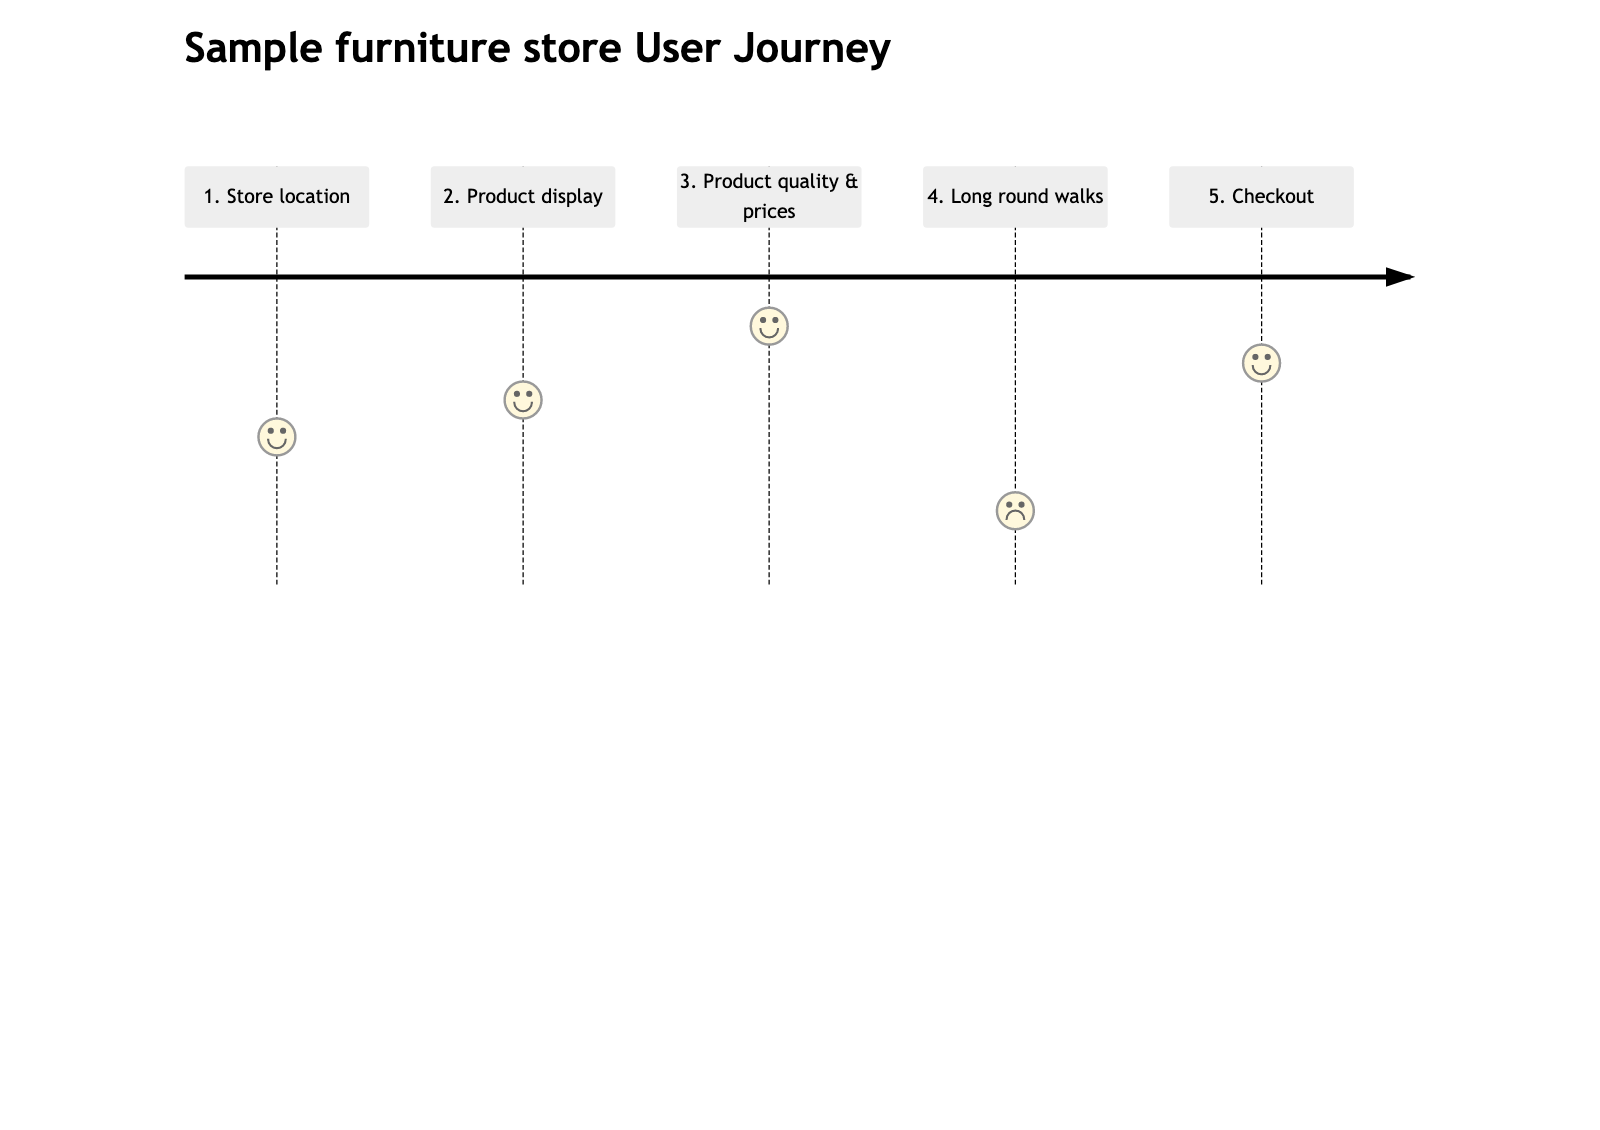 Sample furniture store User Journey
1. Store location
2. Product display
3. Product quality &
prices
4. Long round walks
5. Checkout